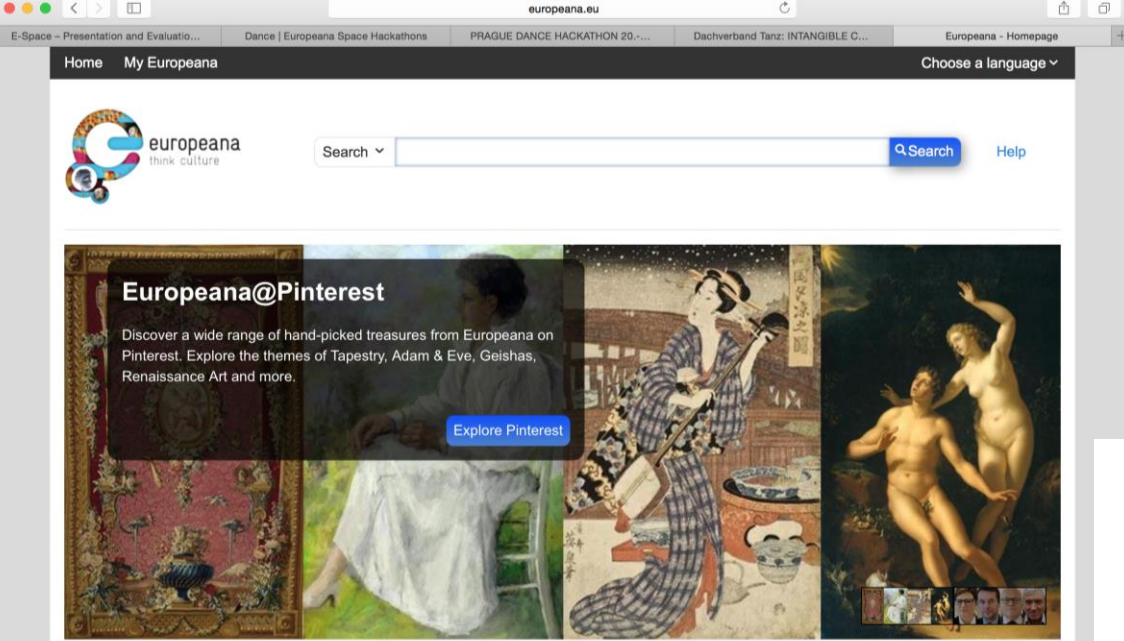 europeana.eu
E-Space – Presentation and Evaluatio...
Dance | Europeana Space Hackathons
PRAGUE DANCE HACKATHON 20.-...
Dachverband Tanz: INTANGIBLE C...
Europeana - Homepage
Home My Europeana
Choose a language
europeana
think culture
Search
Search
Help
Europeana@Pinterest
Discover a wide range of hand-picked treasures from Europeana on
Pinterest. Explore the themes of Tapestry, Adam & Eve, Geishas,
Renaissance Art and more.
Explore Pinterest